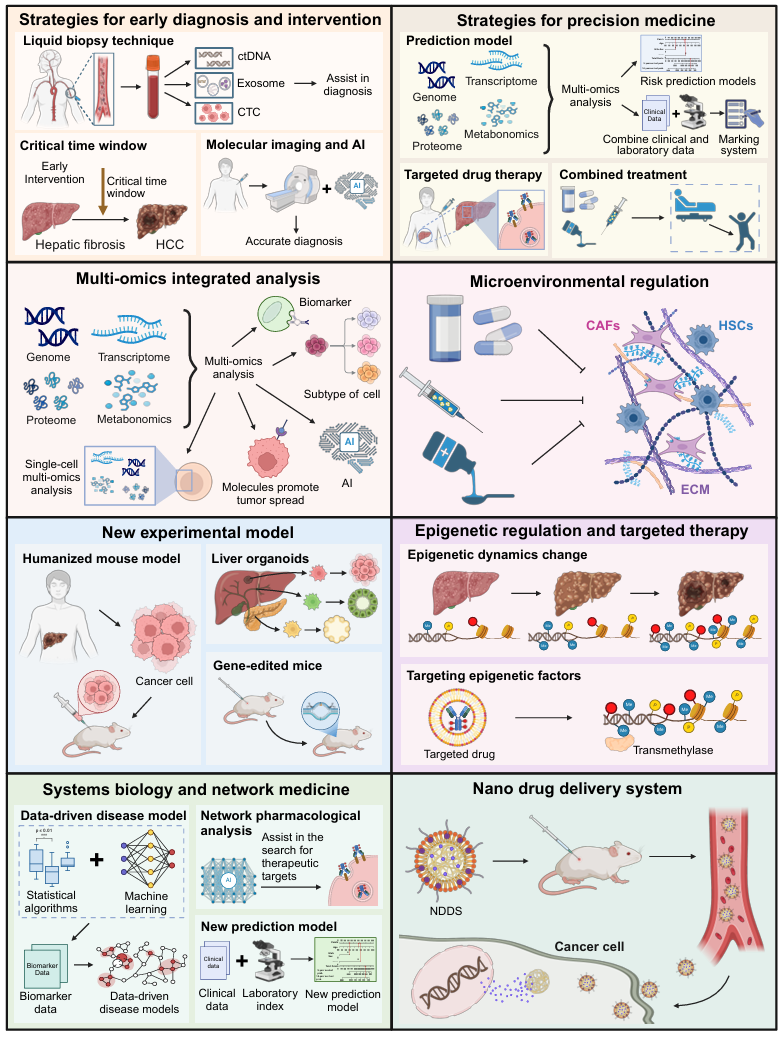 Strategies for early diagnosis and intervention
Liquid biopsy technique
ctDNA
Exosome
CTC
Assist in
diagnosis
Critical time window
Early
Intervention
Critical time
window
Hepatic fibrosis
HCC
Molecular imaging and AI
AI
Accurate diagnosis
Strategies for precision medicine
Prediction model
Genome
Transcriptome
Proteome
Metabonomics
Multi-omics
analysis
Risk prediction models
Clinical
Data
Combine clinical and
laboratory data
Marking
system
Targeted drug therapy
Combined treatment
Multi-omics integrated analysis
Genome
Transcriptome
Proteome
Metabonomics
Multi-omics
analysis
Biomarker
Subtype of cell
Single-cell
multi-omics
analysis
Molecules promote
tumor spread
AI
AI
Microenvironmental regulation
CAFs
HSCs
ECM
New experimental model
Humanized mouse model
Cancer cell
Liver organoids
Gene-edited mice
Epigenetic regulation and targeted therapy
Epigenetic dynamics change
Me
P
Me
P
Me
P
Targeting epigenetic factors
Targeted drug
Me
P
Transmethylase
Systems biology and network medicine
Data-driven disease model
p < 0.01
Statistical
algorithms
Machine
learning
Biomarker
Data
Biomarker
data
Data-driven
disease models
Network pharmacological
analysis
AI
Assist in the
search for
therapeutic
targets
New prediction model
Clinical
data
Clinical
data
Laboratory
index
New prediction
model
Nano drug delivery system
NDDS
Cancer cell